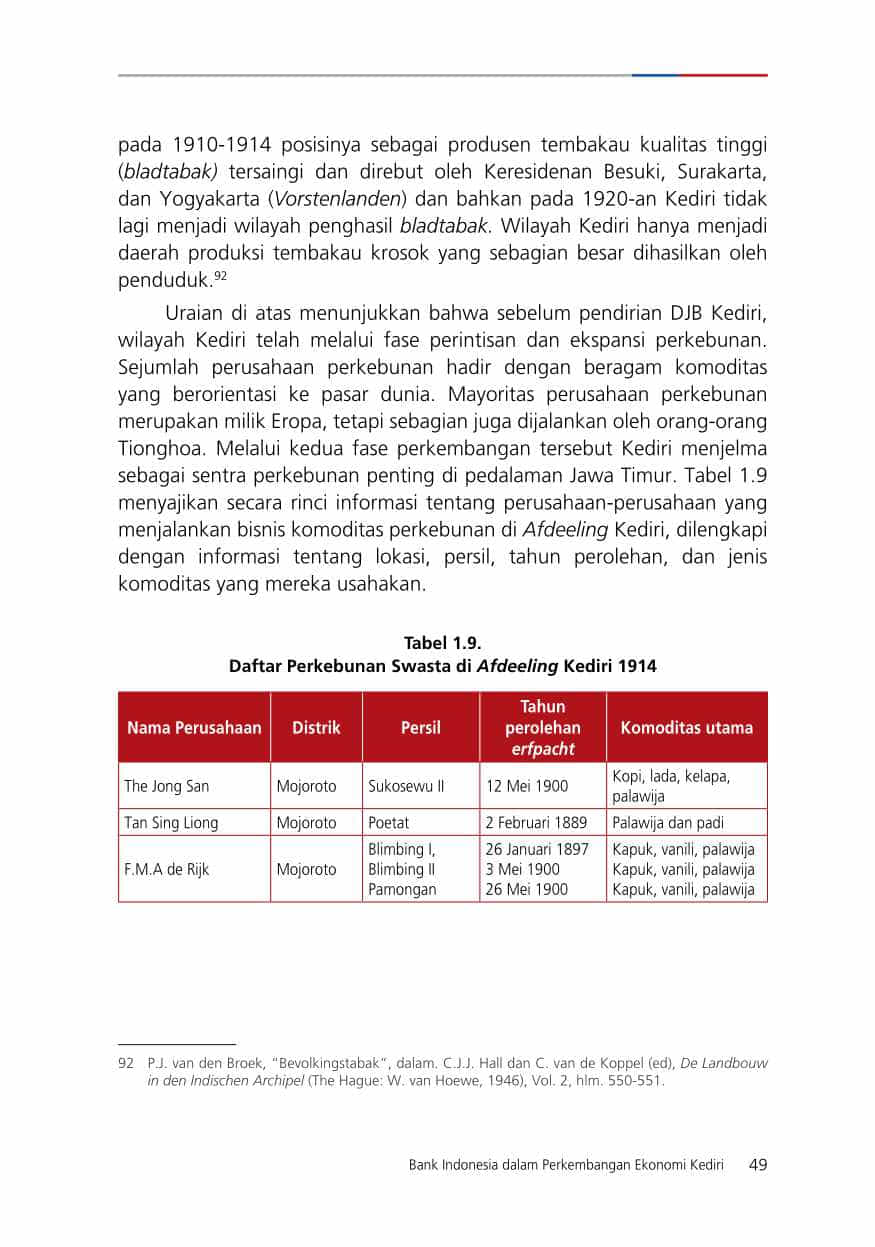 pada 1910-1914 posisinya sebagai produsen tembakau kualitas tinggi
(bladtabak) tersaingi dan direbut oleh Keresidenan Besuki, Surakarta,
dan Yogyakarta (Vorstenlanden) dan bahkan pada 1920-an Kediri tidak
lagi menjadi wilayah penghasil bladtabak. Wilayah Kediri hanya menjadi
daerah produksi tembakau krosok yang sebagian besar dihasilkan oleh
penduduk.92
Uraian di atas menunjukkan bahwa sebelum pendirian DJB Kediri,
wilayah Kediri telah melalui fase perintisan dan ekspansi perkebunan.
Sejumlah perusahaan perkebunan hadir dengan beragam komoditas
yang berorientasi ke pasar dunia. Mayoritas perusahaan perkebunan
merupakan milik Eropa, tetapi sebagian juga dijalankan oleh orang-orang
Tionghoa. Melalui kedua fase perkembangan tersebut Kediri menjelma
sebagai sentra perkebunan penting di pedalaman Jawa Timur. Tabel 1.9
menyajikan secara rinci informasi tentang perusahaan-perusahaan yang
menjalankan bisnis komoditas perkebunan di Afdeeling Kediri, dilengkapi
dengan informasi tentang lokasi, persil, tahun perolehan, dan jenis
komoditas yang mereka usahakan.
Tabel 1.9.
Daftar Perkebunan Swasta di Afdeeling Kediri 1914
Nama Perusahaan Distrik Persil Tahun perolehan erfpacht Komoditas utama
The Jong San Mojoroto Sukosewu II 12 Mei 1900 Kopi, lada, kelapa,
palawija
Tan Sing Liong Mojoroto Poetat 2 Februari 1889 Palawija dan padi
Blimbing I, 26 Januari 1897 Kapuk, vanili, palawija
F.M.A de Rijk Mojoroto Blimbing II 3 Mei 1900 Kapuk, vanili, palawija
Pamongan 26 Mei 1900 Kapuk, vanili, palawija
92 P.J. van den Broek, "Bevolkingstabak", dalam. C.J.J. Hall dan C. van de Koppel (ed), De Landbouw
in den Indischen Archipel (The Hague: W. van Hoewe, 1946), Vol. 2, hlm. 550-551.
Bank Indonesia dalam Perkembangan Ekonomi Kediri 49